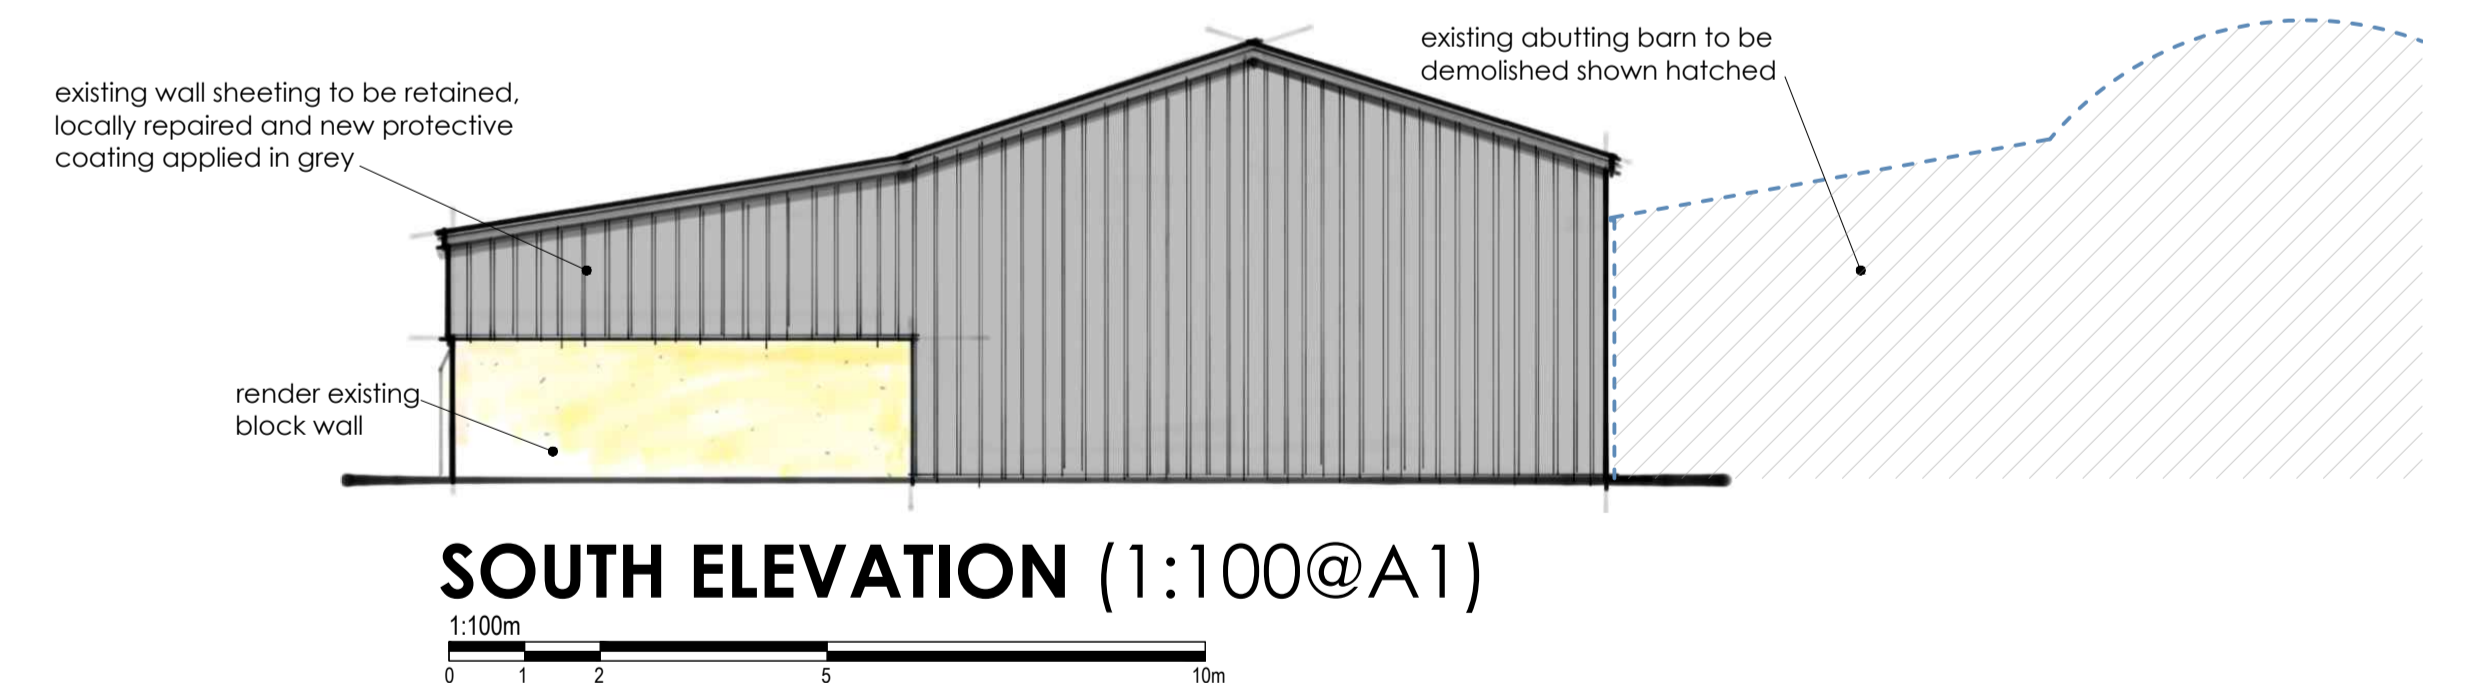 existing wall sheeting to be retained,
locally repaired and new protective
coating applied in grey
existing abutting barn to be
demolished shown hatched
render existing
block wall
SOUTH ELEVATION (1:100@A1)
1:100m
0 1 2 5 10m